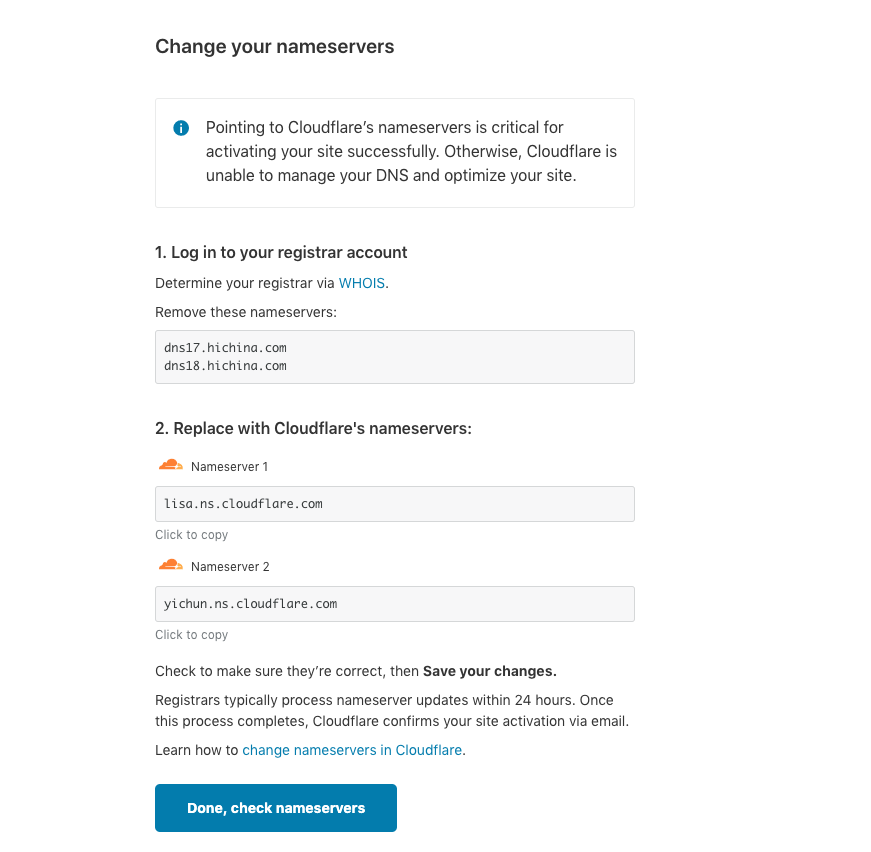 Change your nameservers
Pointing to Cloudflare’s nameservers is critical for
activating your site successfully. Otherwise, Cloudflare is
unable to manage your DNS and optimize your site.
1. Log in to your registrar account
Determine your registrar via WHOIS.
Remove these nameservers:
dns17.hichina.com
dns18.hichina.com
2. Replace with Cloudflare's nameservers:
Nameserver 1
lisa.ns.cloudflare.com
Click to copy
Nameserver 2
yichun.ns.cloudflare.com
Click to copy
Check to make sure they’re correct, then Save your changes.
Registrars typically process nameserver updates within 24 hours. Once
this process completes, Cloudflare confirms your site activation via email.
Learn how to change nameservers in Cloudflare.
Done, check nameservers